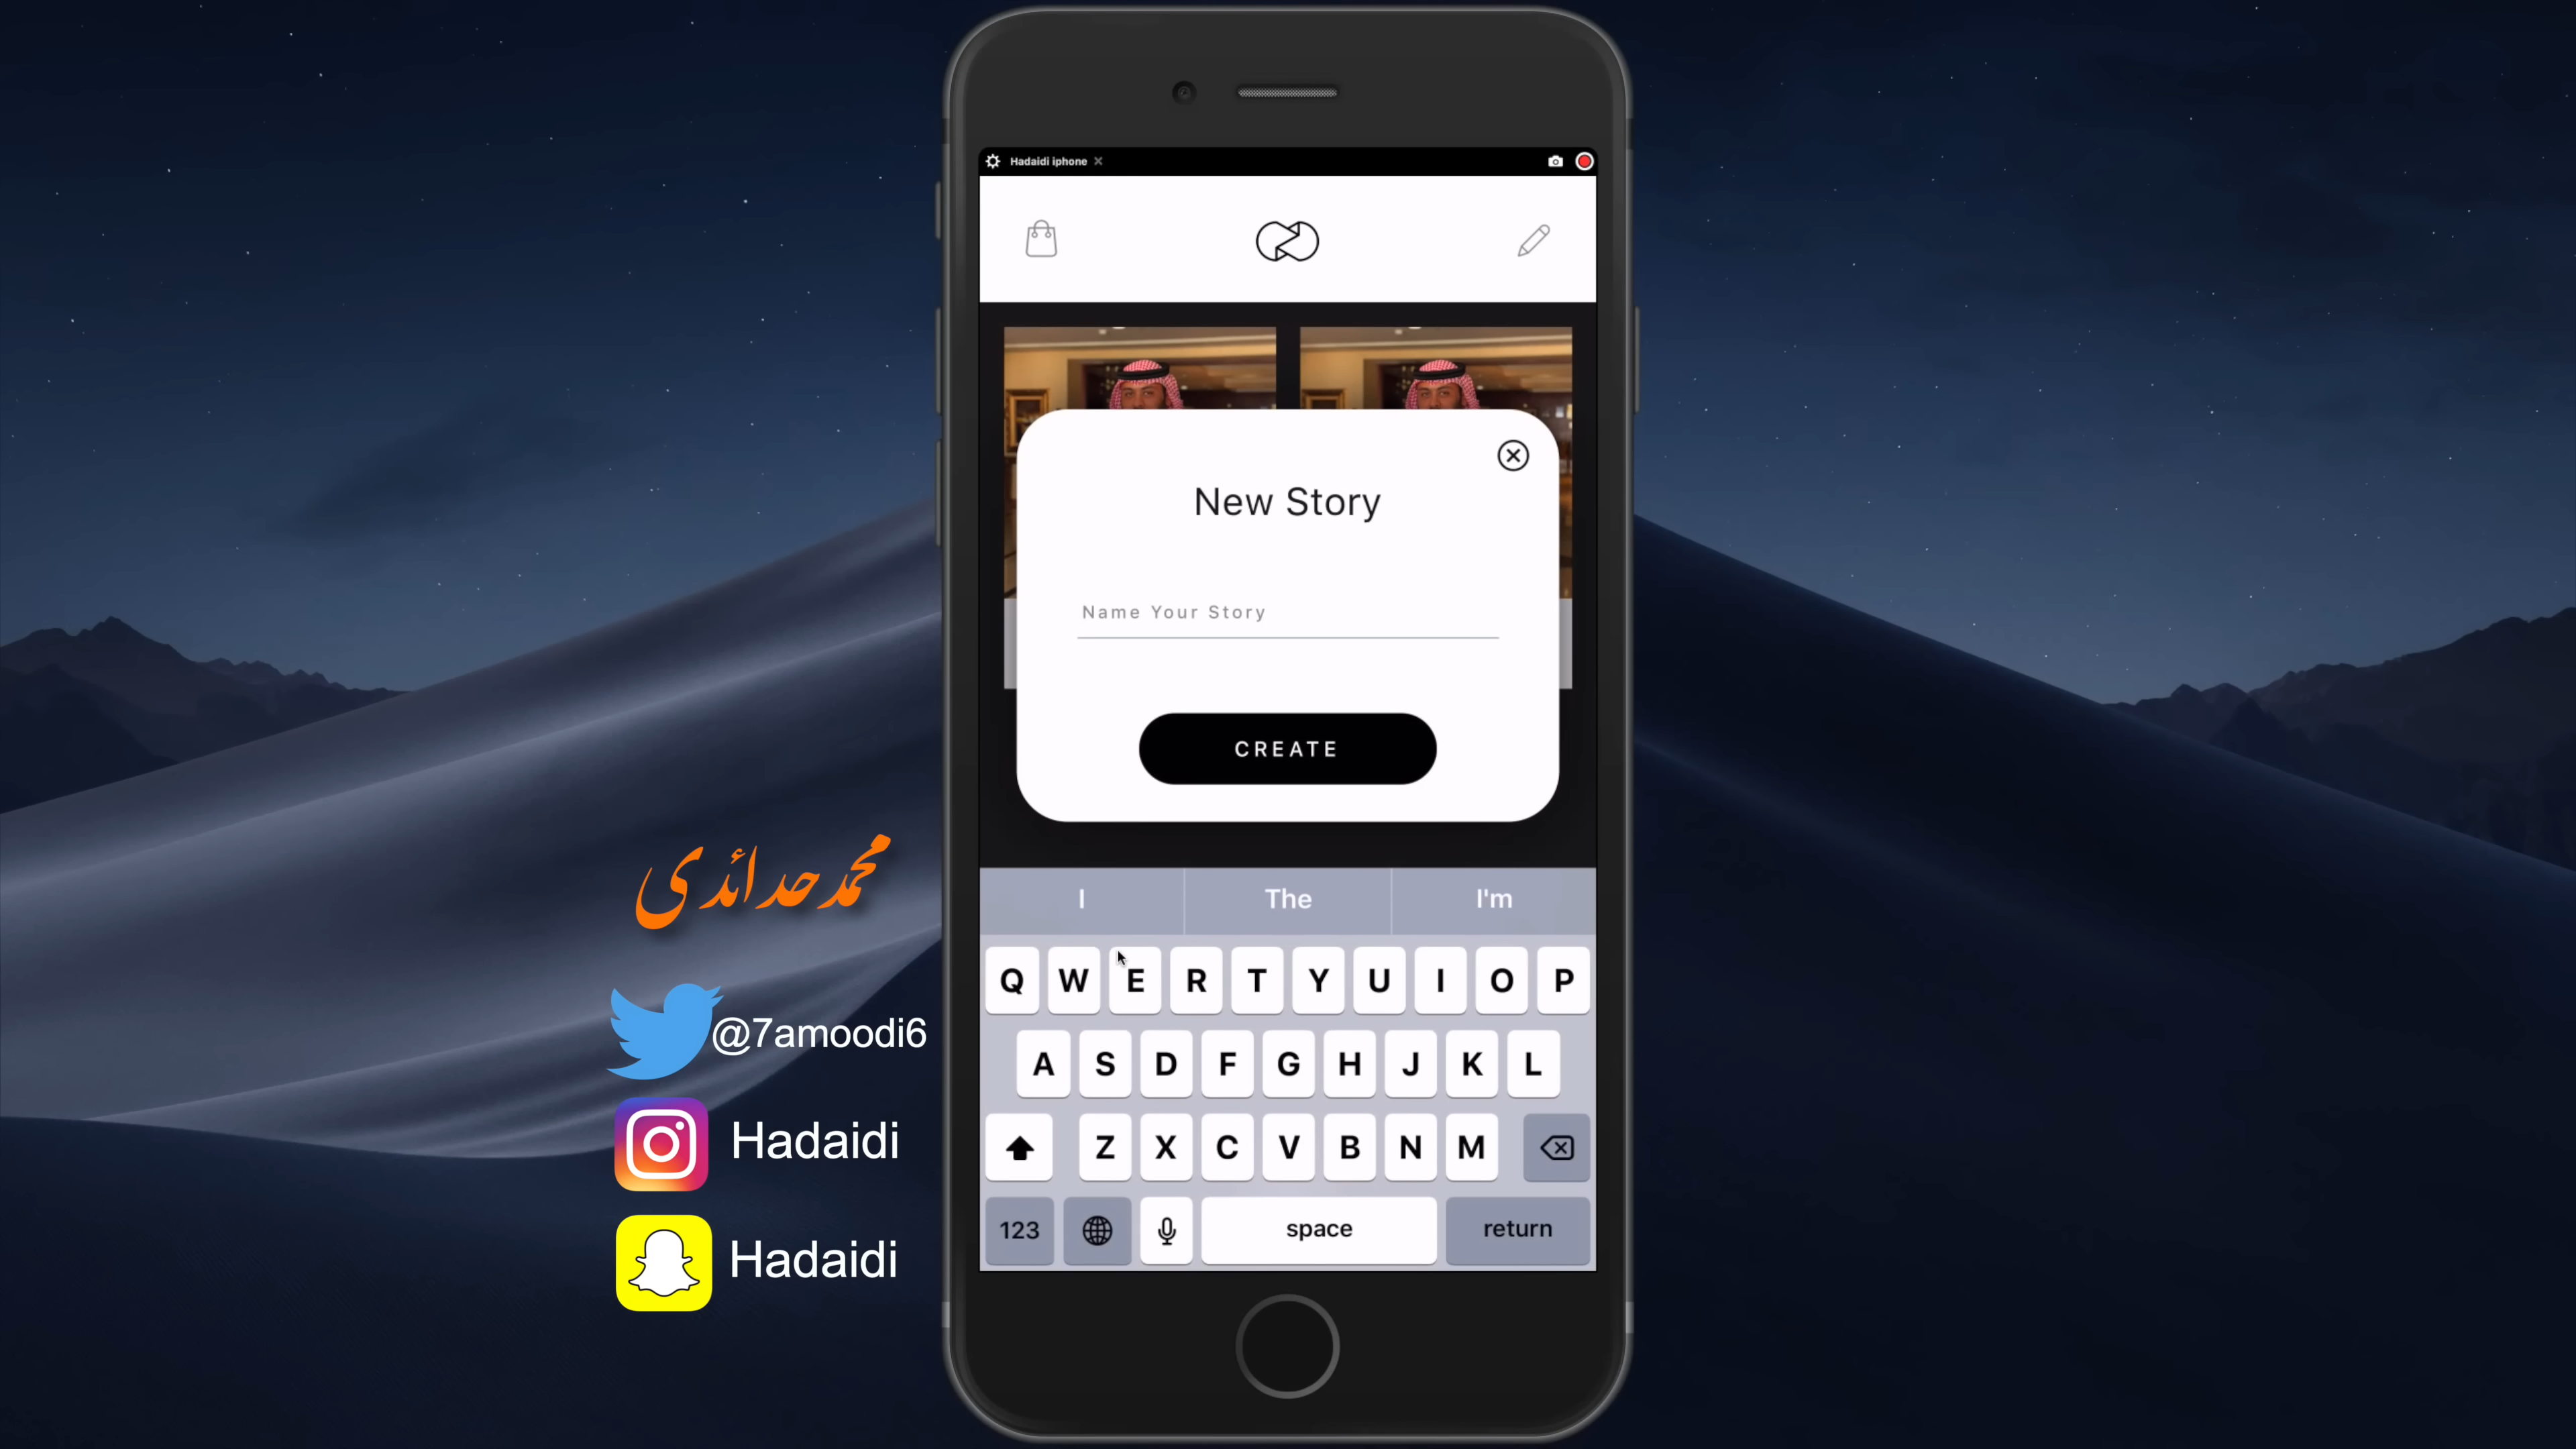 Hadaidi iphone
New Story
Name Your Story
CREATE
I The I'm
Q W E R T Y U I O P
A S D F G H J K L
Z X C V B N M
123 space return
محمد حدائدي
@7amoodi6
Hadaidi
Hadaidi